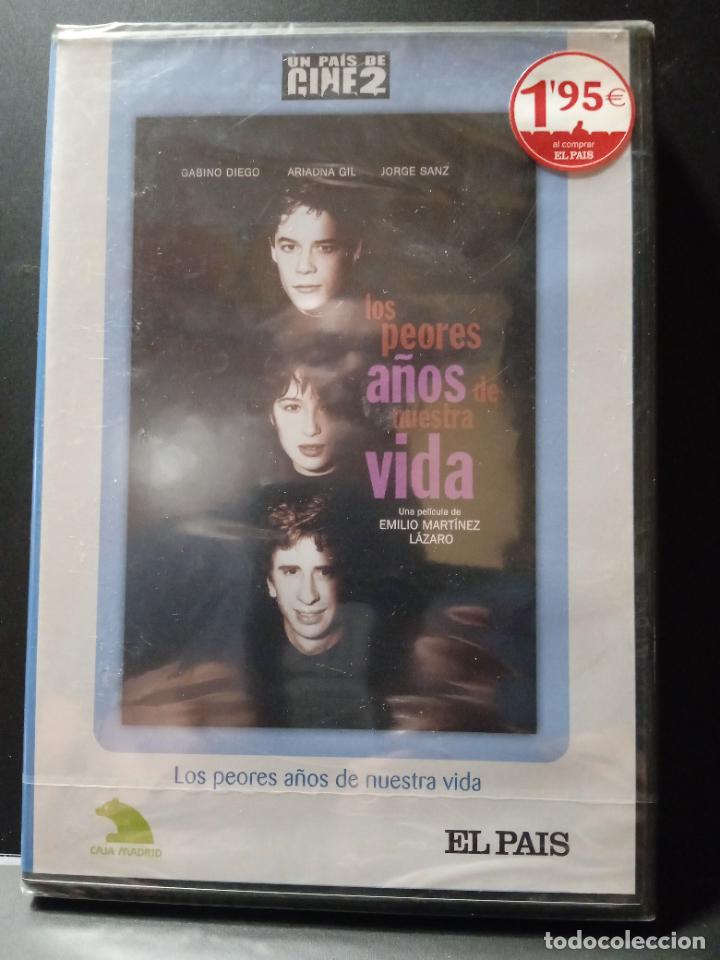 UN PAÍS DE
CINE2
1'95€
al comprar
EL PAIS
GABINO DIEGO ARIADNA GIL JORGE SANZ
los
peores
años de
nuestra
vida
Una película de
EMILIO MARTÍNEZ
LÁZARO
Los peores años de nuestra vida
CAJA MADRID
EL PAIS
todocoleccion